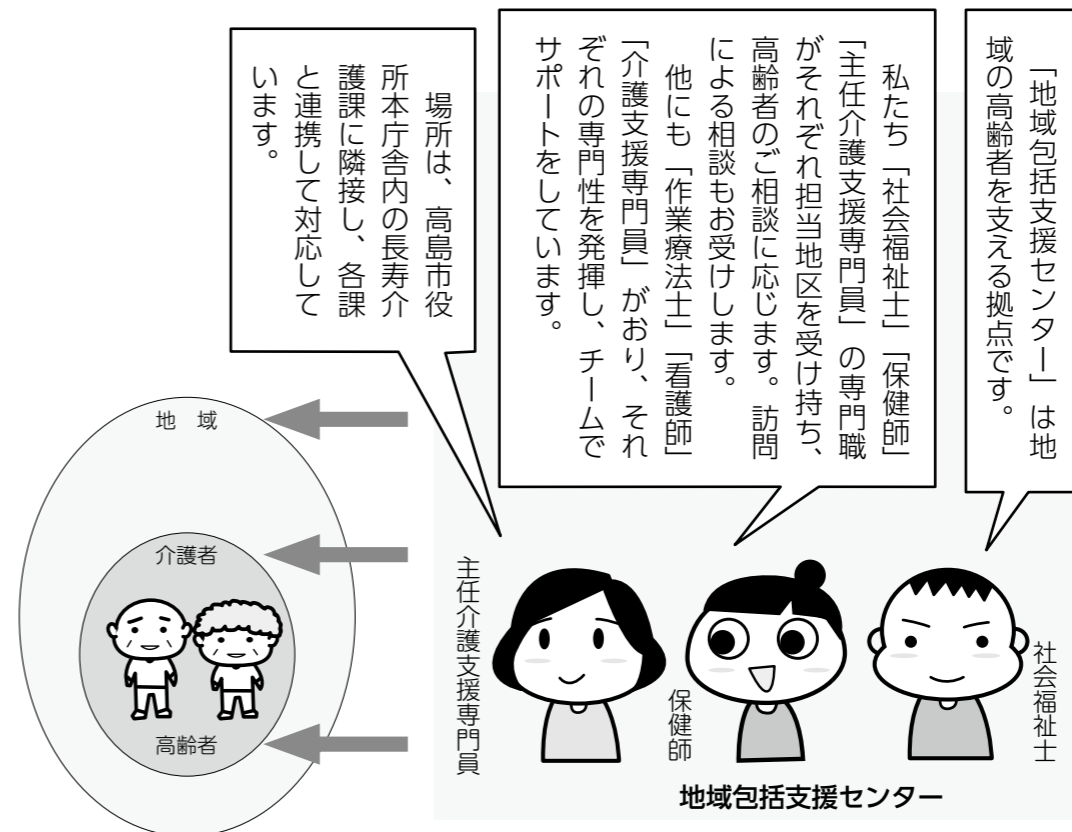 「地域包括支援センター」は地
域の高齢者を支える拠点です。
私たち「社会福祉士」「保健師」
「主任介護支援専門員」の専門職
がそれぞれ担当地区を受け持ち、
高齢者のご相談に応じます。訪問
による相談もお受けします。
他にも「作業療法士」「看護師」
「介護支援専門員」がおり、それ
ぞれの専門性を発揮し、チームで
サポートをしています。
場所は、高島市役
所本庁舎内の長寿介
護課に隣接し、各課
と連携して対応して
います。
社会福祉士
保健師
主任介護支援専門員
地域包括支援センター
地　域
介護者
高齢者